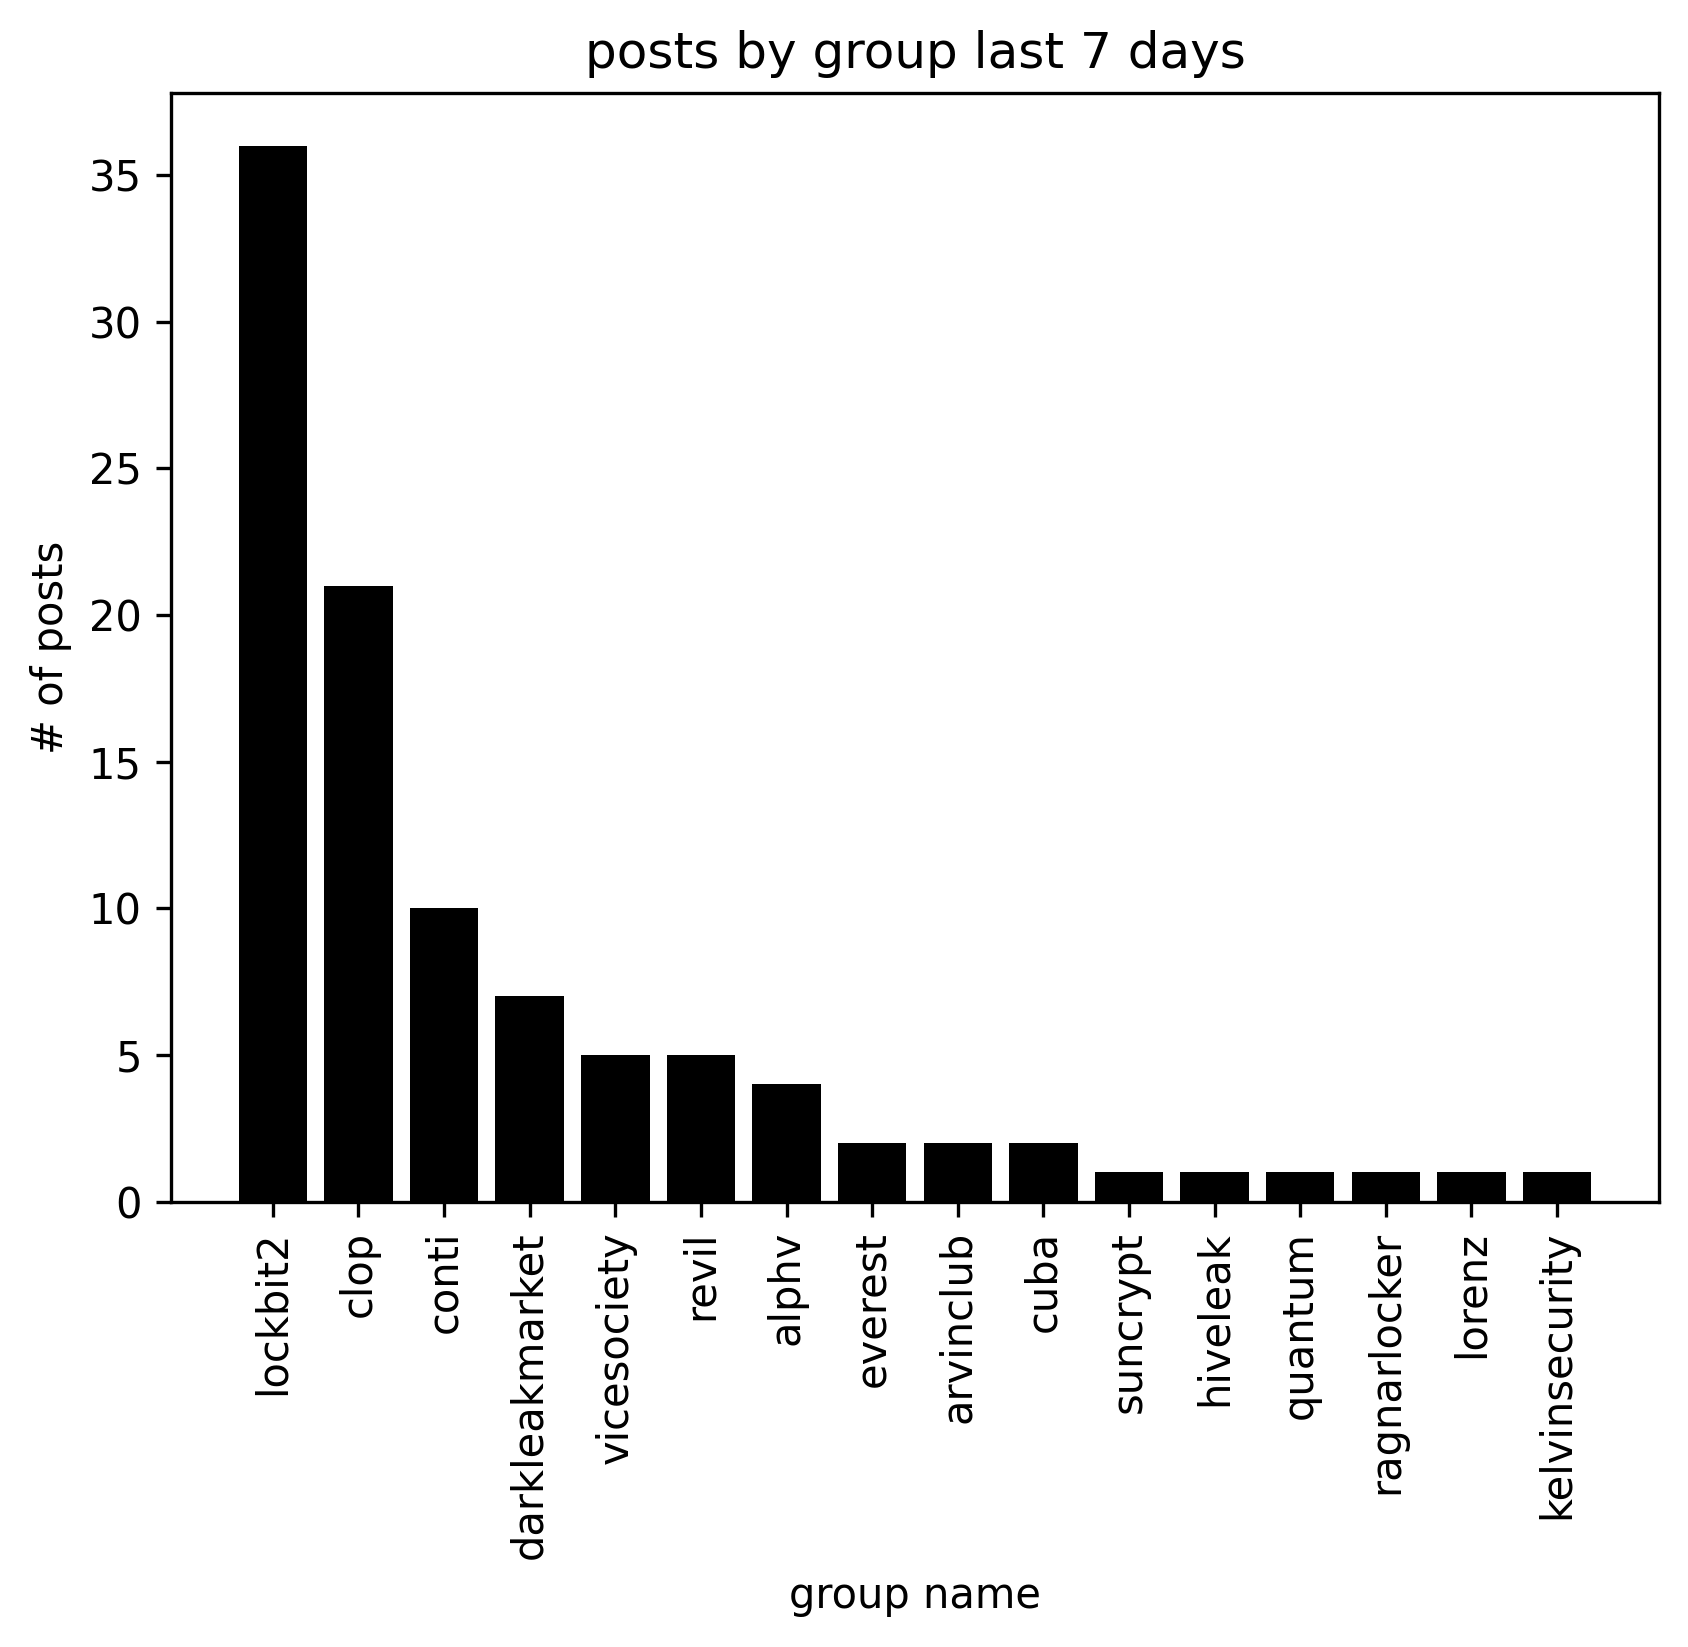 posts by group last 7 days
# of posts
35
30
25
20
15
10
5
0
lockbit2
clop
conti
darkleakmarket
vicesociety
revil
alphv
everest
arvinclub
cuba
suncrypt
hiveleak
quantum
ragnarlocker
lorenz
kelvinsecurity
group name